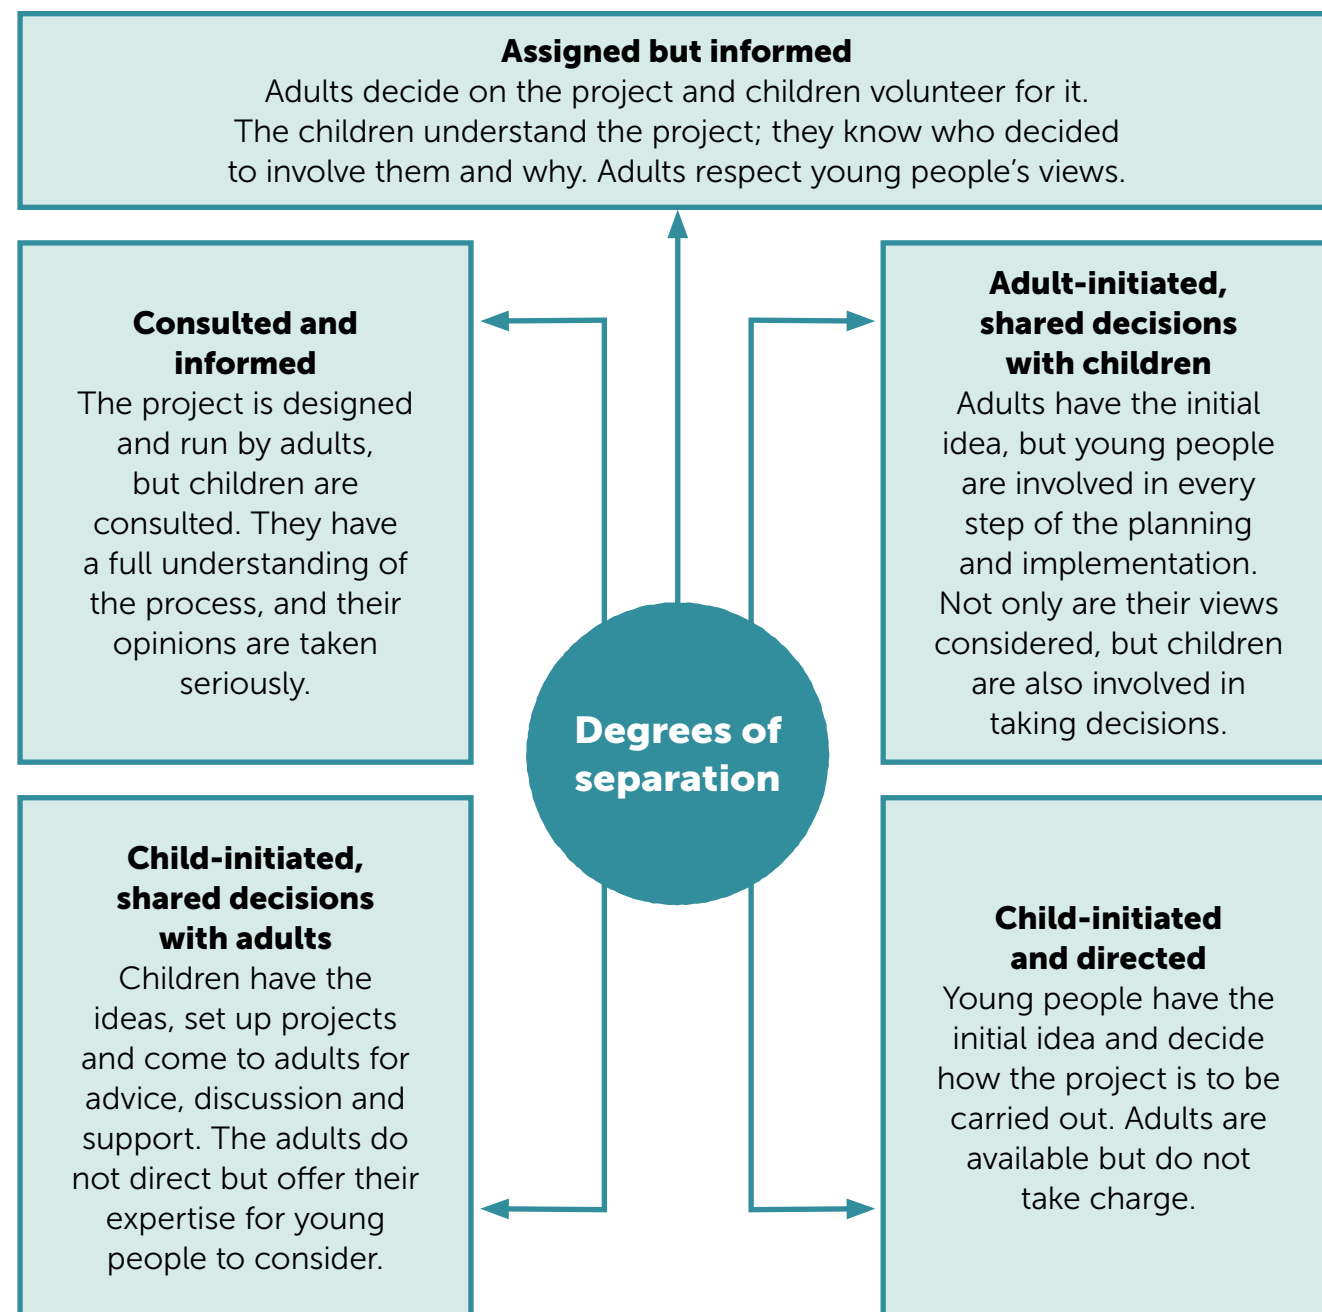 Assigned but informed
Adults decide on the project and children volunteer for it.
The children understand the project; they know who decided
to involve them and why. Adults respect young people’s views.
Consulted and
informed
The project is designed
and run by adults,
but children are
consulted. They have
a full understanding of
the process, and their
opinions are taken
seriously.
Adult-initiated,
shared decisions
with children
Adults have the initial
idea, but young people
are involved in every
step of the planning
and implementation.
Not only are their views
considered, but children
are also involved in
taking decisions.
Degrees of
separation
Child-initiated,
shared decisions
with adults
Children have the
ideas, set up projects
and come to adults for
advice, discussion and
support. The adults do
not direct but offer their
expertise for young
people to consider.
Child-initiated
and directed
Young people have the
initial idea and decide
how the project is to be
carried out. Adults are
available but do not
take charge.